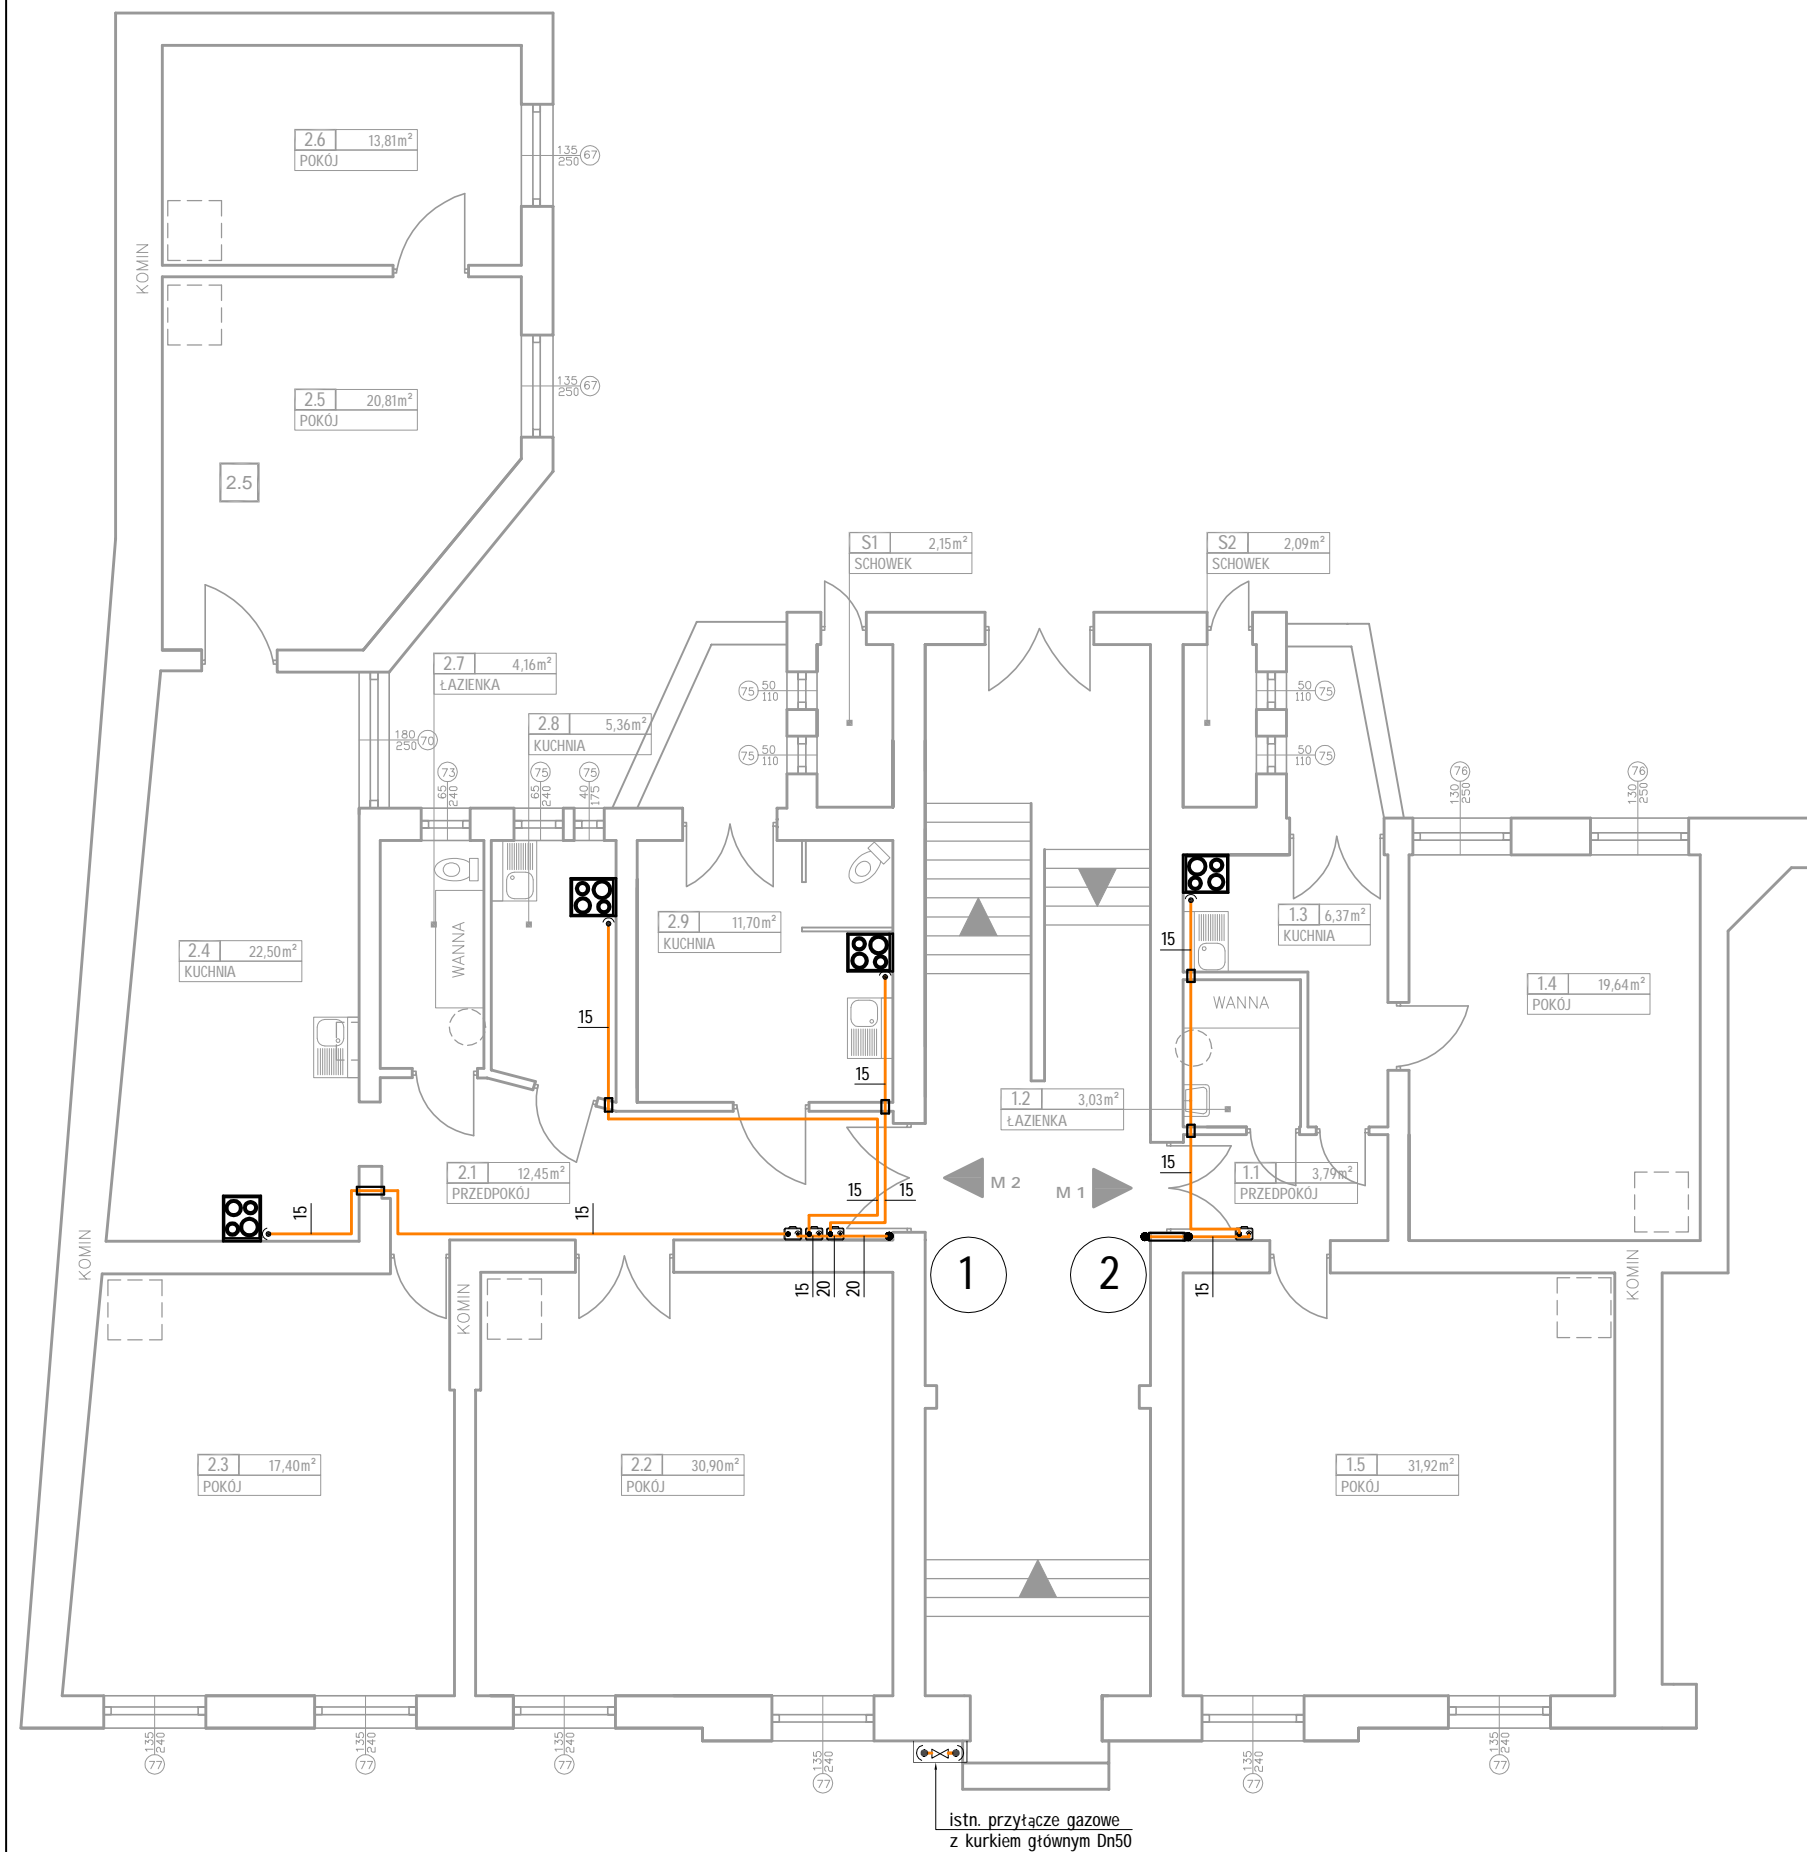 2.6 13,81m²
POKÓJ
135
250 67
KOMIN
135
250 67
2.5 20,81m²
POKÓJ
2.5
S1 2,15m²
SCHOWEK
S2 2,09m²
SCHOWEK
2.7 4,16m²
ŁAZIENKA
75 50
110
50
110 75
2.8 5,36m²
KUCHNIA
180
250 70
75 50
110
50
110 75
73
65
240
75
65
240
75
40
175
76
130
250
76
130
250
2.9 11,70m²
KUCHNIA
1.3 6,37m²
KUCHNIA
2.4 22,50m²
KUCHNIA
WANNA
15
1.4 19,64m²
POKÓJ
WANNA
15
15
1.2 3,03m²
ŁAZIENKA
2.1 12,45m²
PRZEDPOKÓJ
15
1.1 3,79m²
PRZEDPOKÓJ
M 2
M 1
15
15
15
15
KOMIN
1
2
15
20
20
15
KOMIN
KOMIN
2.3 17,40m²
POKÓJ
2.2 30,90m²
POKÓJ
1.5 31,92m²
POKÓJ
135
240
77
135
240
77
135
240
77
135
240
77
135
240
77
135
240
77
istn. przyłącze gazowe
z kurkiem głównym Dn50